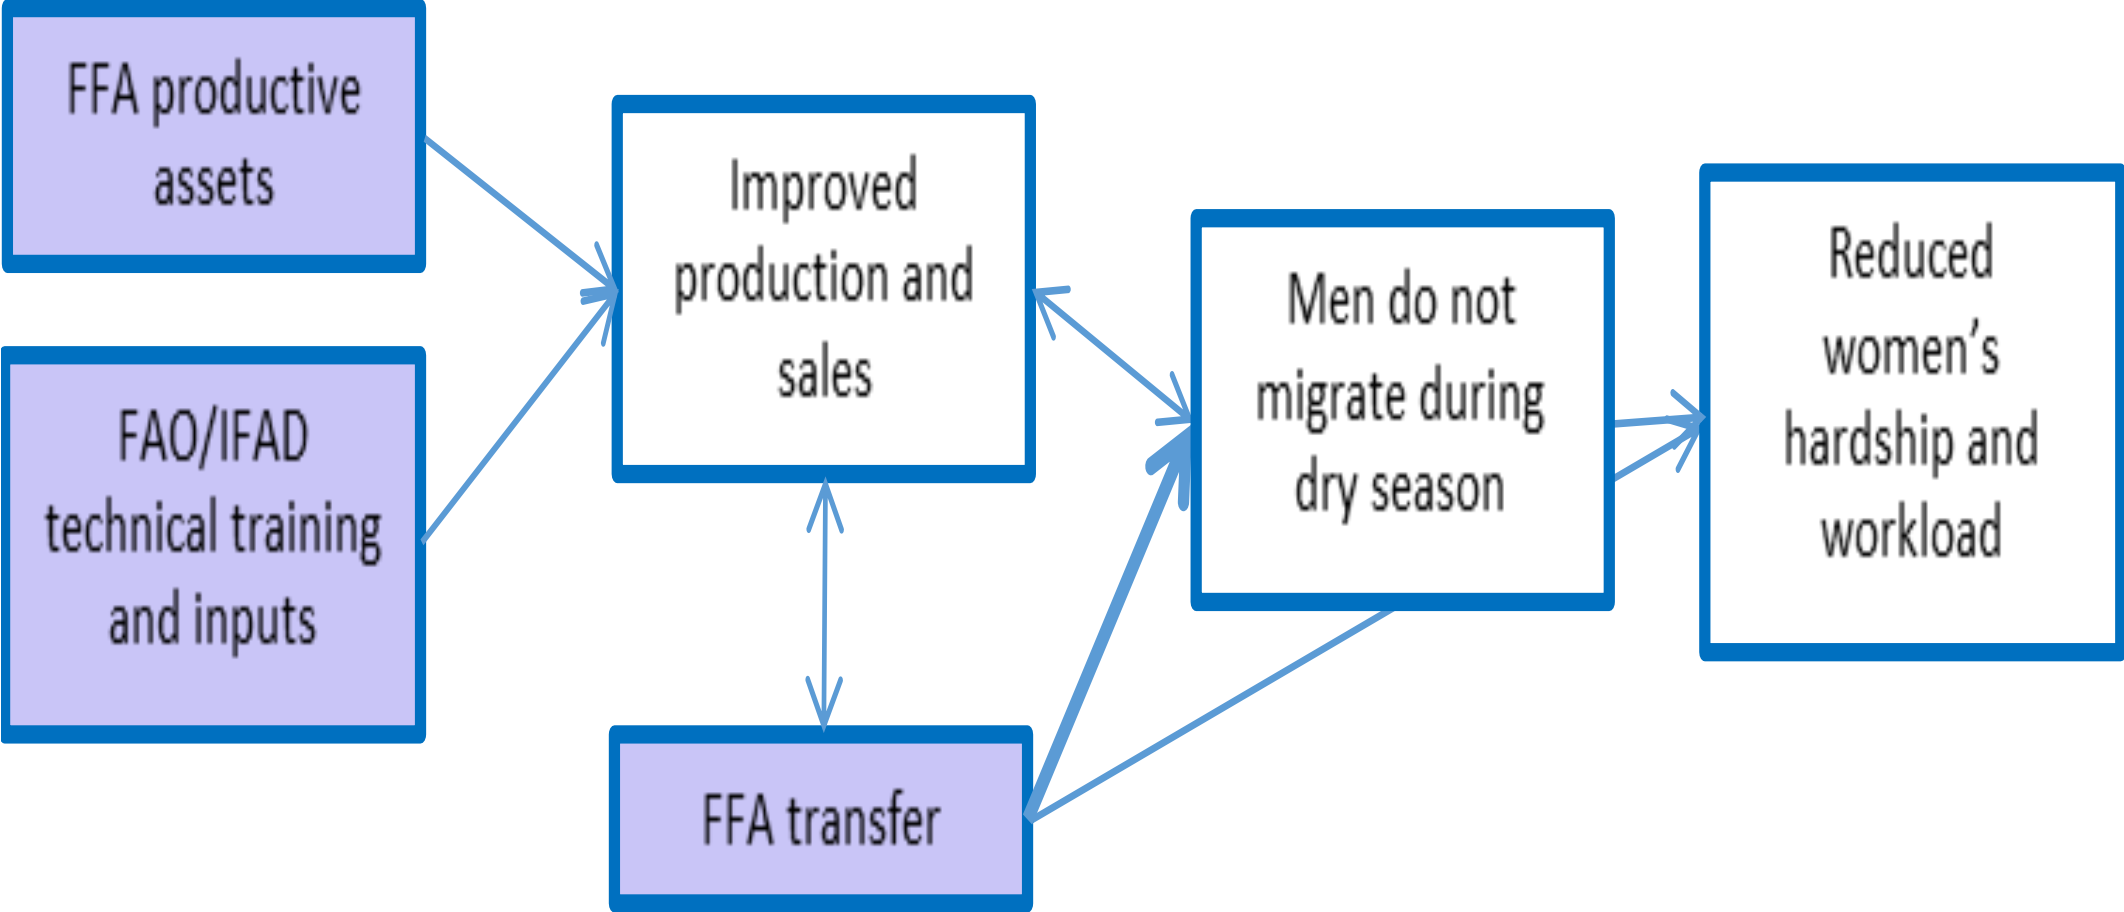 FFA productive
assets
FAO/IFAD
technical training
and inputs
Improved
production and
sales
FFA transfer
Men do not
migrate during
dry season
Reduced
women’s
hardship and
workload